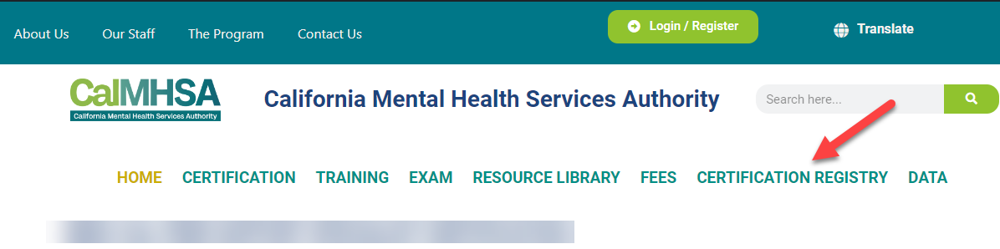 About Us Our Staff The Program Contact Us Login / Register Translate
CalMHSA
California Mental Health Services Authority
California Mental Health Services Authority
Search here...
HOME CERTIFICATION TRAINING EXAM RESOURCE LIBRARY FEES CERTIFICATION REGISTRY DATA